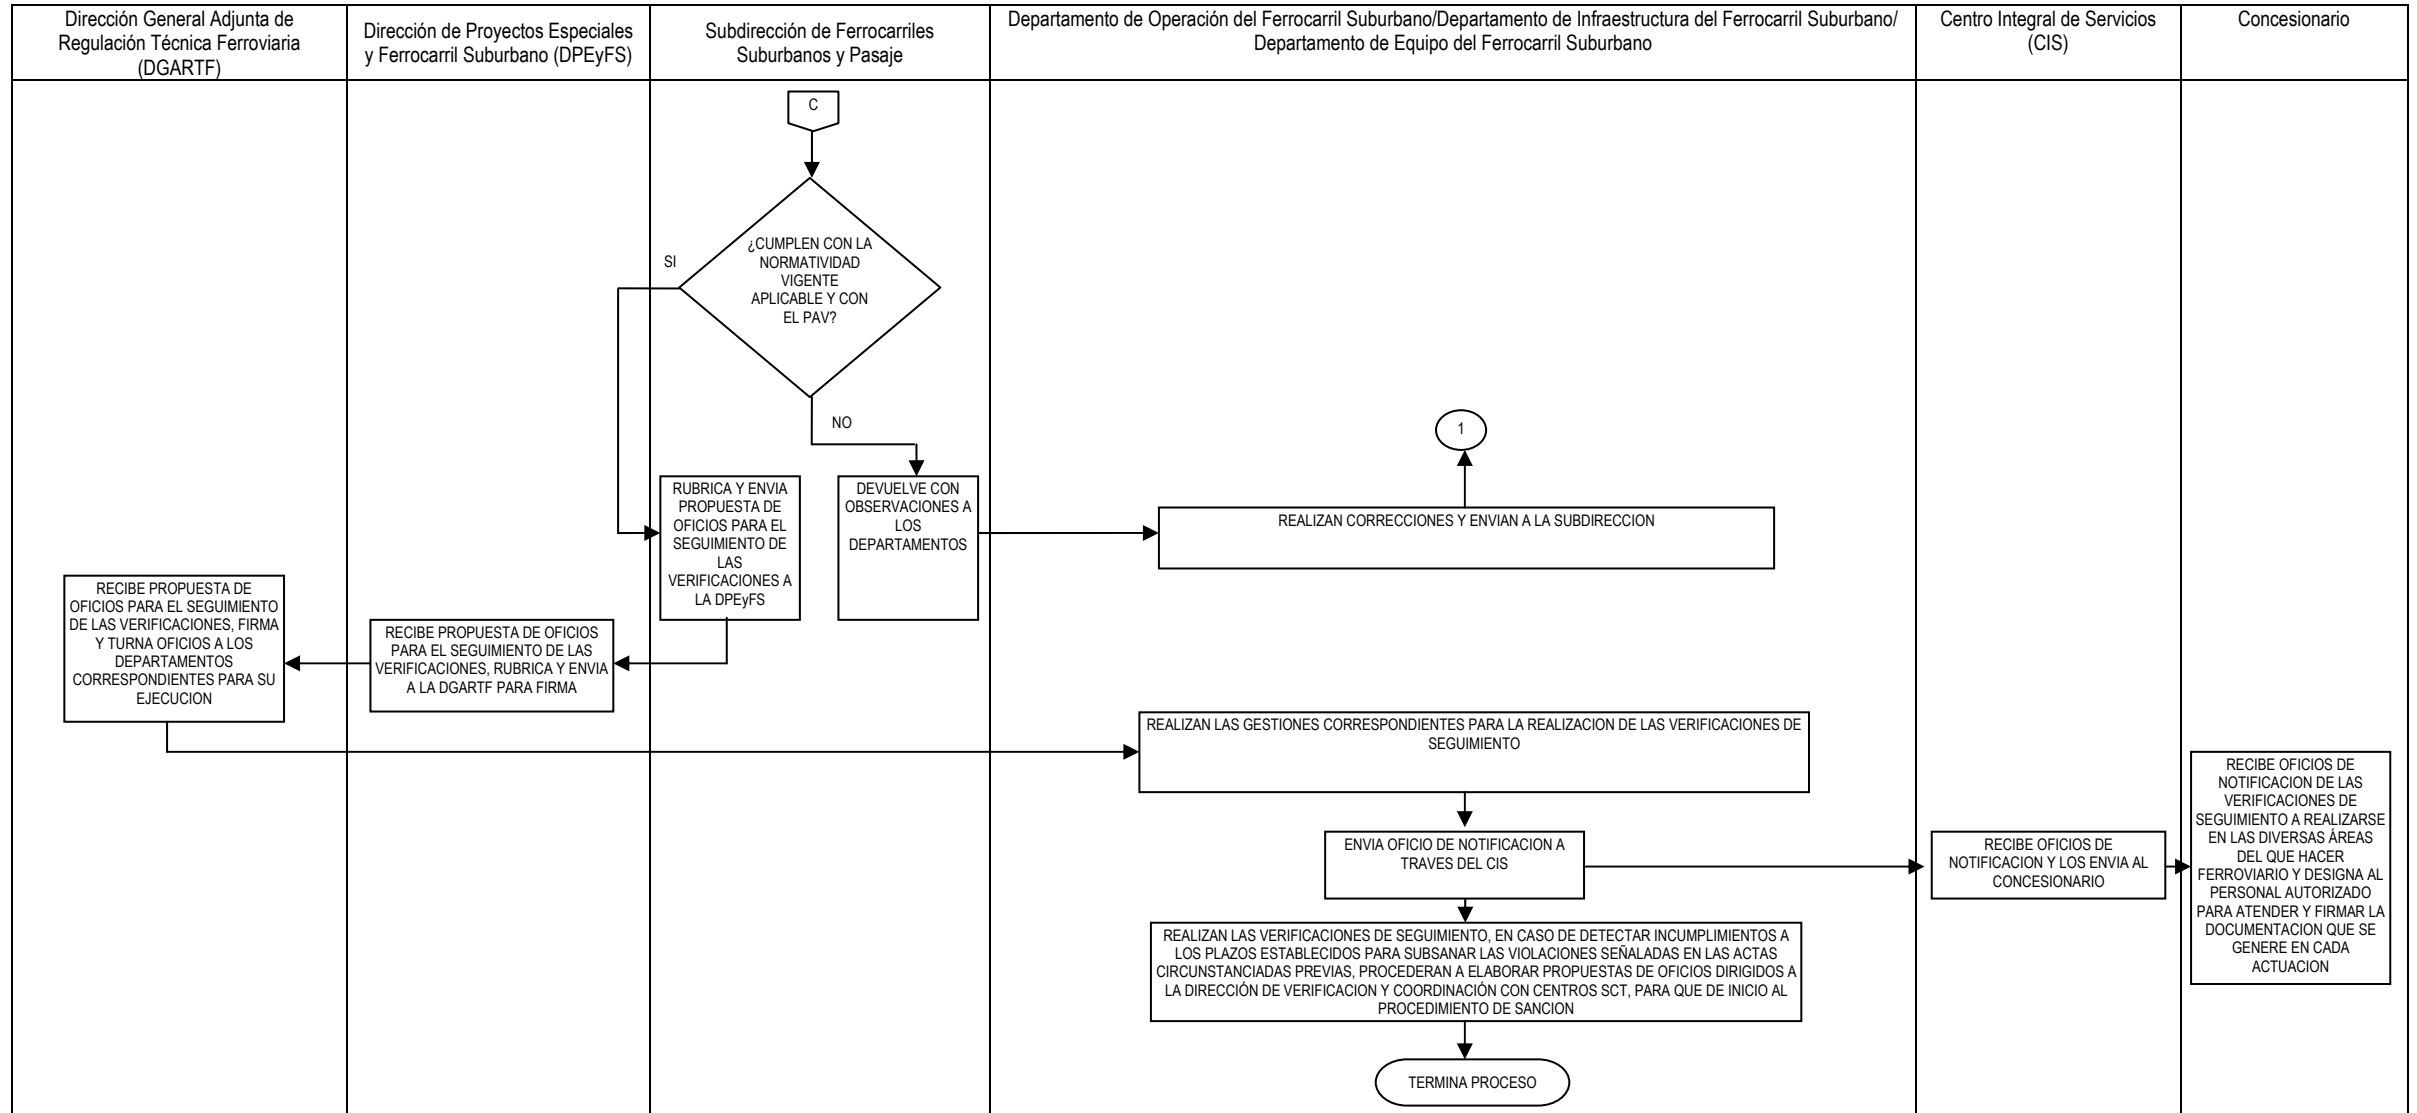 Dirección General Adjunta de
Regulación Técnica Ferroviaria
(DGARTF)
Dirección de Proyectos Especiales
y Ferrocarril Suburbano (DPEyFS)
Subdirección de Ferrocarriles
Suburbanos y Pasaje
Departamento de Operación del Ferrocarril Suburbano/Departamento de Infraestructura del Ferrocarril Suburbano/
Departamento de Equipo del Ferrocarril Suburbano
Centro Integral de Servicios
(CIS)
Concesionario
C
¿CUMPLEN CON LA
NORMATIVIDAD
VIGENTE
APLICABLE Y CON
EL PAV?
SI
NO
1
RUBRICA Y ENVIA
PROPUESTA DE
OFICIOS PARA EL
SEGUIMIENTO DE
LAS
VERIFICACIONES A
LA DPEyFS
DEVUELVE CON
OBSERVACIONES A
LOS
DEPARTAMENTOS
REALIZAN CORRECCIONES Y ENVIAN A LA SUBDIRECCION
RECIBE PROPUESTA DE
OFICIOS PARA EL SEGUIMIENTO
DE LAS VERIFICACIONES, FIRMA
Y TURNA OFICIOS A LOS
DEPARTAMENTOS
CORRESPONDIENTES PARA SU
EJECUCION
RECIBE PROPUESTA DE OFICIOS
PARA EL SEGUIMIENTO DE LAS
VERIFICACIONES, RUBRICA Y ENVIA
A LA DGARTF PARA FIRMA
REALIZAN LAS GESTIONES CORRESPONDIENTES PARA LA REALIZACION DE LAS VERIFICACIONES DE
SEGUIMIENTO
ENVIA OFICIO DE NOTIFICACION A
TRAVES DEL CIS
RECIBE OFICIOS DE
NOTIFICACION Y LOS ENVIA AL
CONCESIONARIO
RECIBE OFICIOS DE
NOTIFICACION DE LAS
VERIFICACIONES DE
SEGUIMIENTO A REALIZARSE
EN LAS DIVERSAS ÁREAS
DEL QUE HACER
FERROVIARIO Y DESIGNA AL
PERSONAL AUTORIZADO
PARA ATENDER Y FIRMAR LA
DOCUMENTACION QUE SE
GENERE EN CADA
ACTUACION
REALIZAN LAS VERIFICACIONES DE SEGUIMIENTO, EN CASO DE DETECTAR INCUMPLIMIENTOS A
LOS PLAZOS ESTABLECIDOS PARA SUBSANAR LAS VIOLACIONES SEÑALADAS EN LAS ACTAS
CIRCUNSTANCIADAS PREVIAS, PROCEDERAN A ELABORAR PROPUESTAS DE OFICIOS DIRIGIDOS A
LA DIRECCIÓN DE VERIFICACION Y COORDINACIÓN CON CENTROS SCT, PARA QUE DE INICIO AL
PROCEDIMIENTO DE SANCION
TERMINA PROCESO